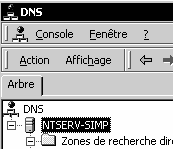 DNS
Console Fenêtre ?
Action Affichage
Arbre
DNS
NTSERV-SIMP
Zones de recherche dire